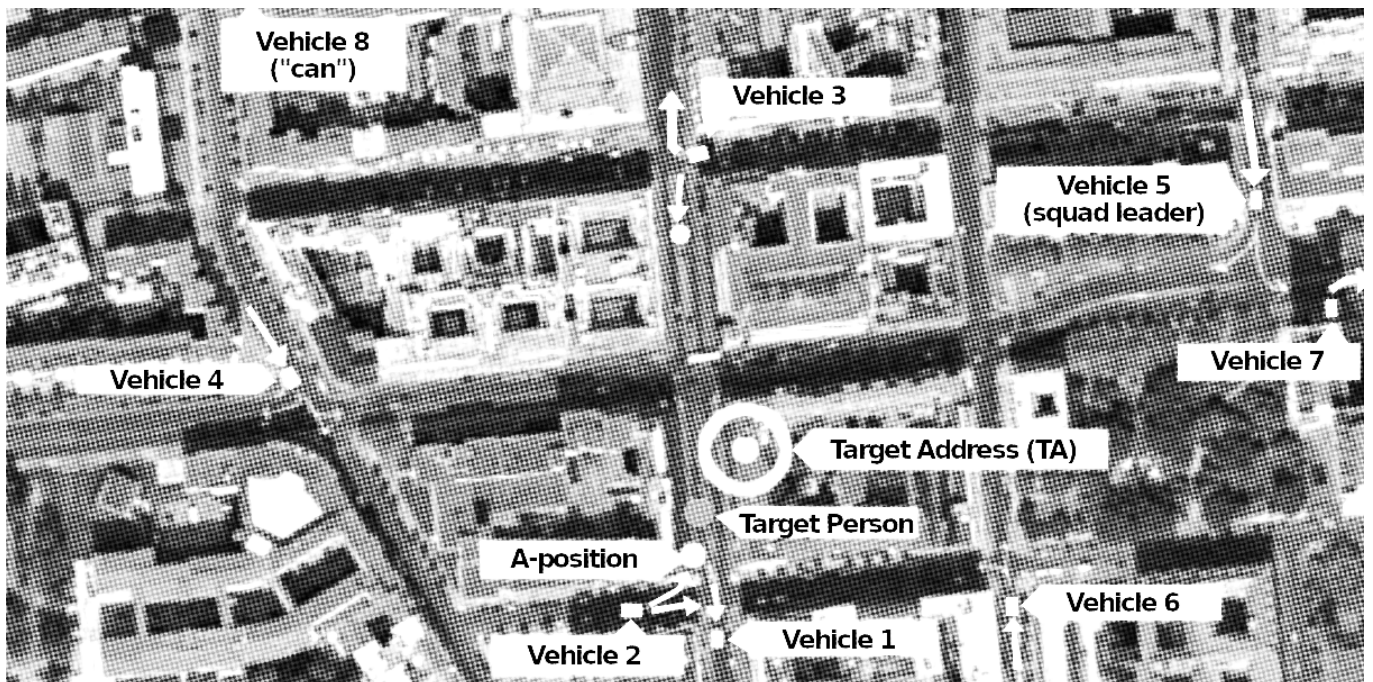 Vehicle 8
("can")
Vehicle 3
Vehicle 5
(squad leader)
Vehicle 7
Vehicle 4
Target Address (TA)
Target Person
A-position
Vehicle 6
Vehicle 1
Vehicle 2